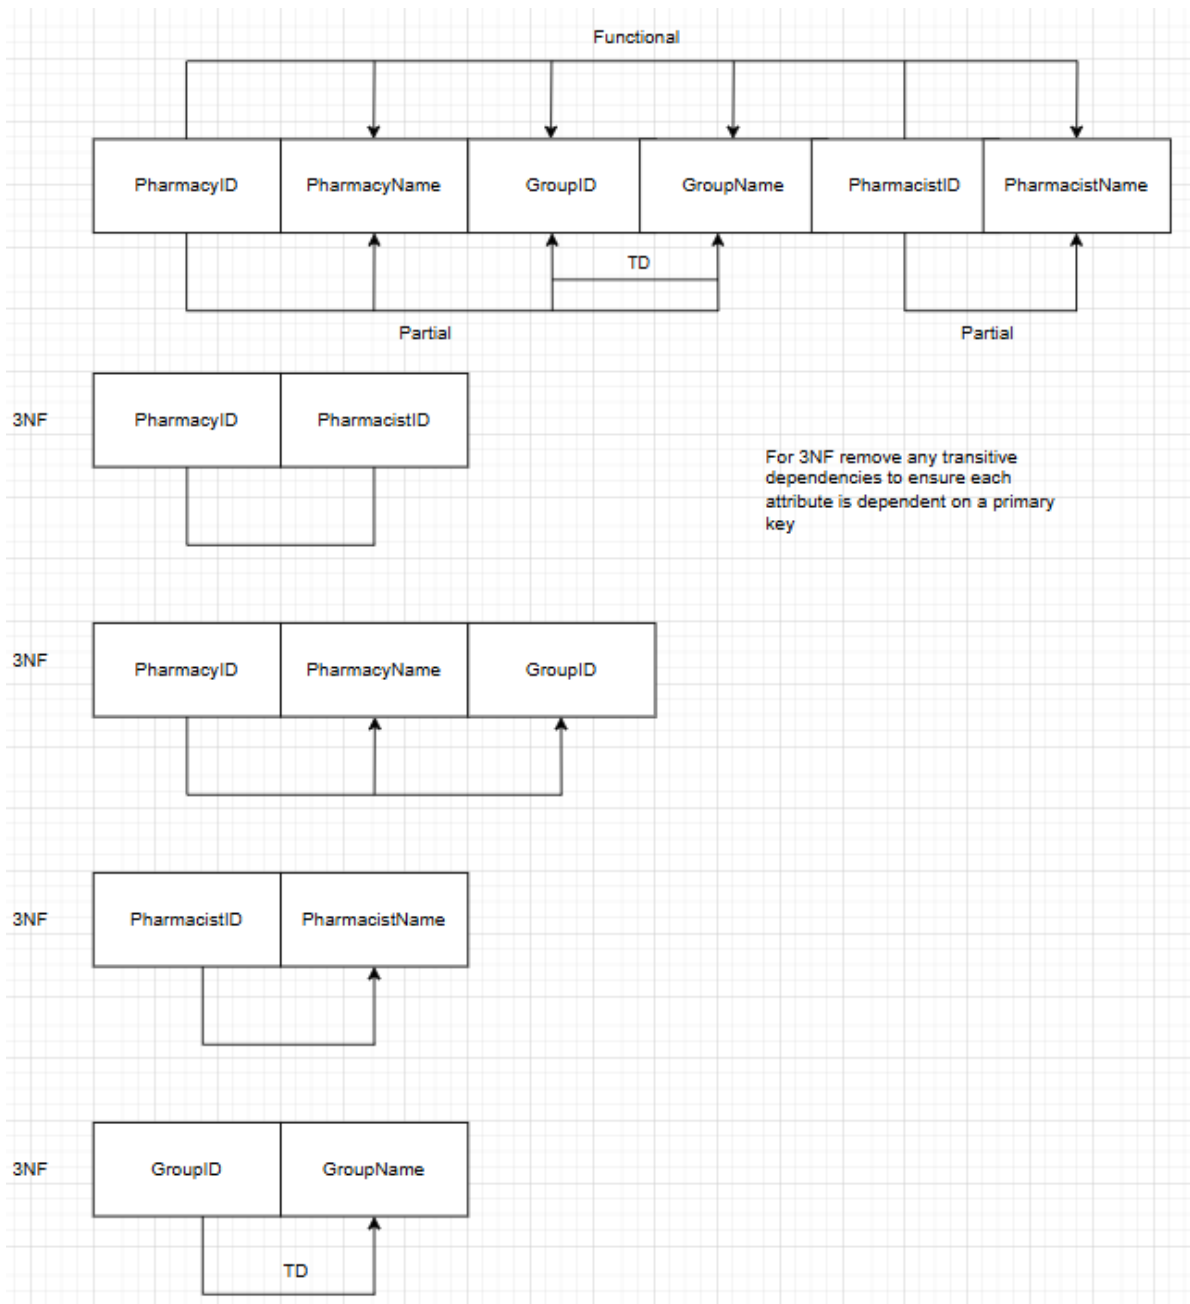 Functional
PharmacyID PharmacyName GroupID GroupName PharmacistID PharmacistName
TD
Partial Partial
3NF PharmacyID PharmacistID
For 3NF remove any transitive
dependencies to ensure each
attribute is dependent on a primary
key
3NF PharmacyID PharmacyName GroupID
3NF PharmacistID PharmacistName
3NF GroupID GroupName
TD